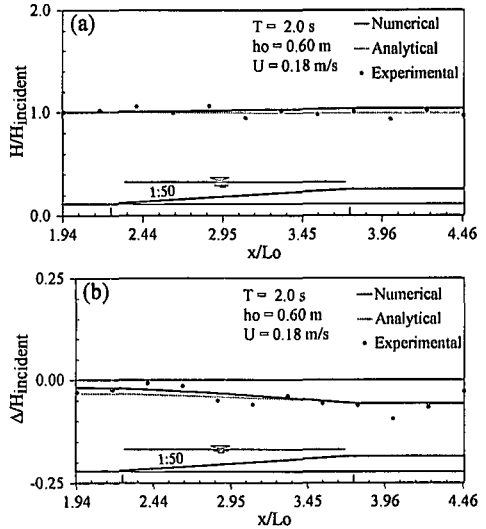 (a)
T = 2.0 s
ho = 0.60 m
U = 0.18 m/s
Numerical
Analytical
Experimental
H/Hincident
2.0
1.0
0.0
1:50
1.94 2.44 2.95 3.45 3.96 4.46
x/Lo
(b)
T = 2.0 s
ho = 0.60 m
U = 0.18 m/s
Numerical
Analytical
Experimental
Δ/Hincident
0.25
0.00
-0.25
1:50
1.94 2.44 2.95 3.45 3.96 4.46
x/Lo